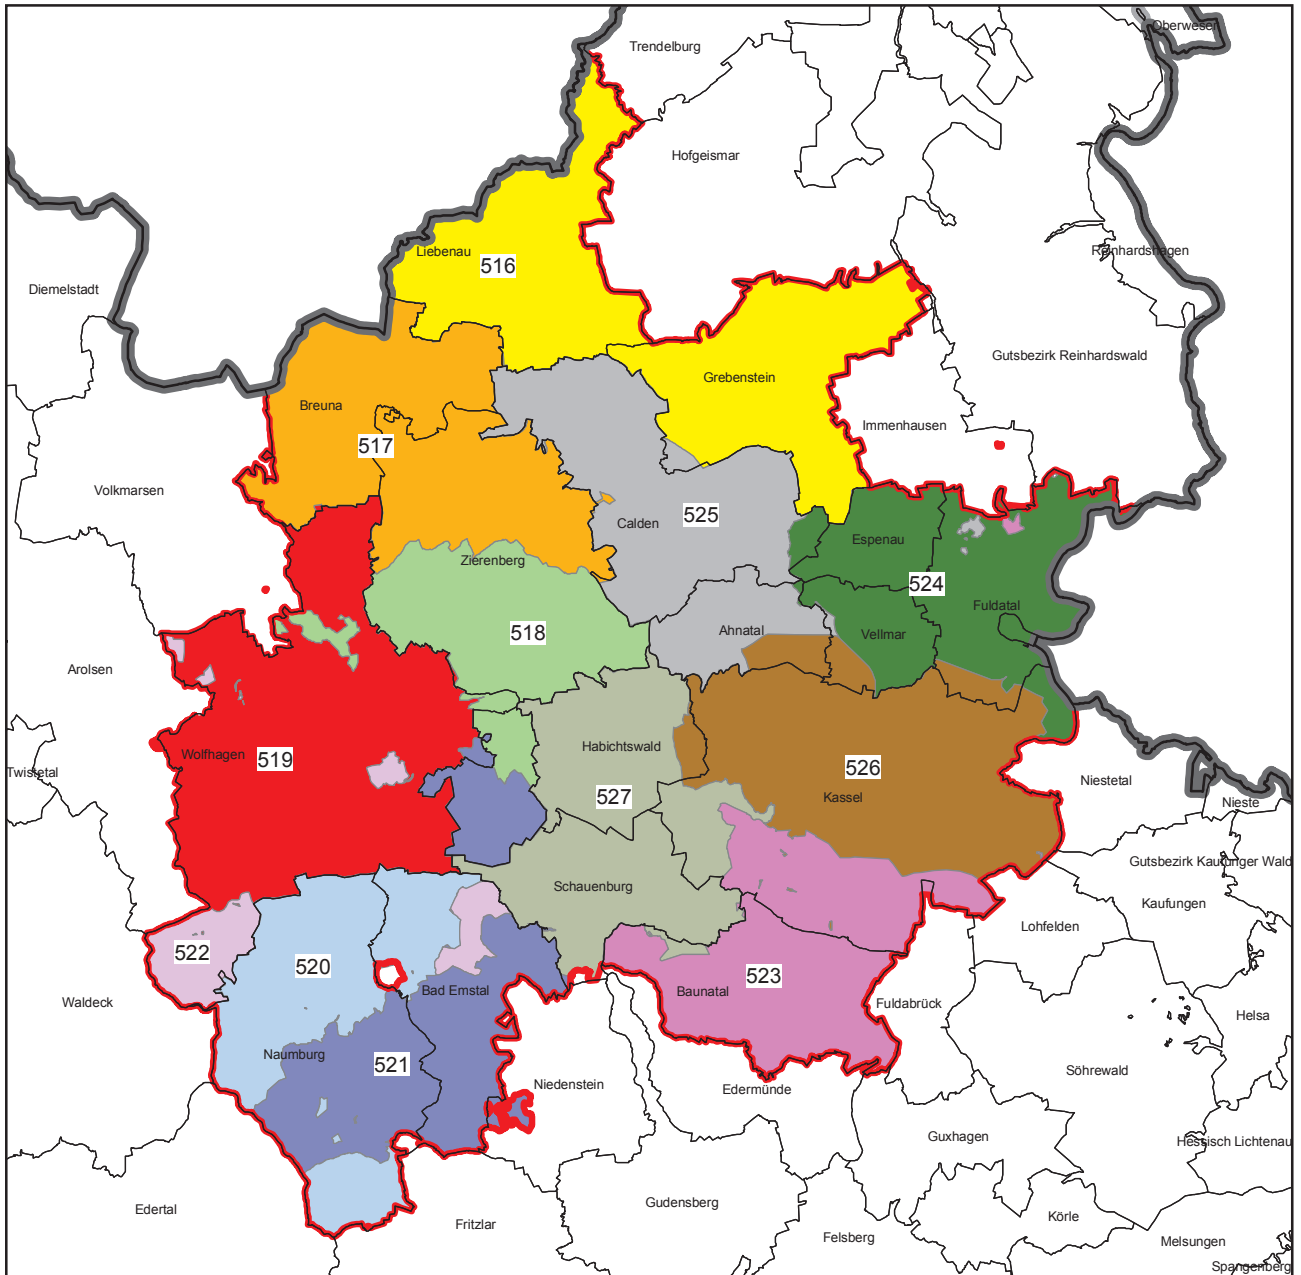 Oberwesen
Trendelburg
Hofgeismar
Reinhardshagen
Liebenau
516
Diemelstadt
Gutsbezirk Reinhardswald
Grebenstein
Breuna
Immenhausen
517
Volkmarsen
525
Calden
Espenau
Zierenberg
524
Fuldatal
518
Ahnatal
Vellmar
Arolsen
Habichtswald
Wolfhagen
519
526
Twistetal
Niestetal
527
Kassel
Nieste
Gutsbezirk Kaufunger Wald
Schauenburg
Kaufungen
Lohfelden
522
520
523
Bad Emstal
Baunatal
Waldeck
Fuldabrück
Helsa
Naumburg
521
Söhrewald
Niedenstein
Edermünde
Guxhagen
Hessisch Lichtenau
Gudensberg
Edertal
Körle
Fritzlar
Felsberg
Melsungen
Spangenberg